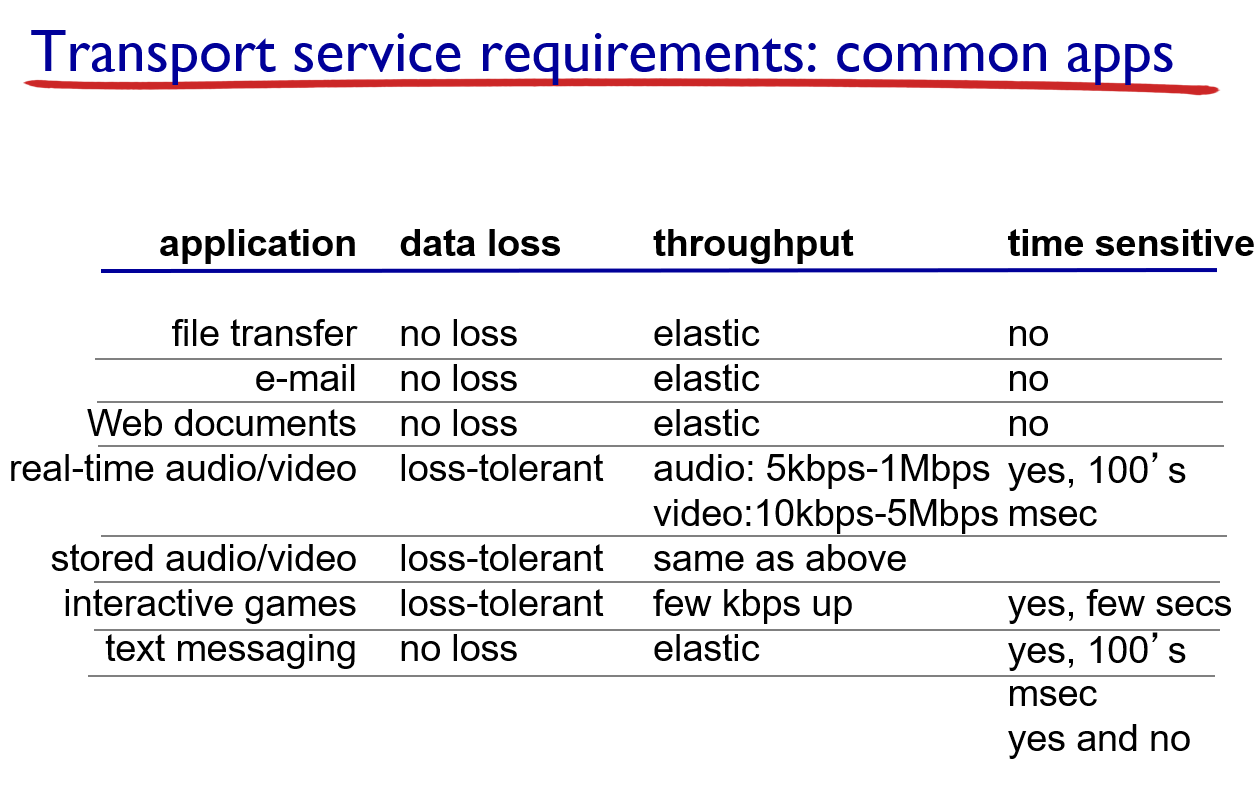 Transport service requirements: common apps
application data loss throughput time sensitive
file transfer no loss elastic no
e-mail no loss elastic no
Web documents no loss elastic no
real-time audio/video loss-tolerant audio: 5kbps-1Mbps yes, 100’s
video:10kbps-5Mbps msec
stored audio/video loss-tolerant same as above
interactive games loss-tolerant few kbps up yes, few secs
text messaging no loss elastic yes, 100’s
msec
yes and no